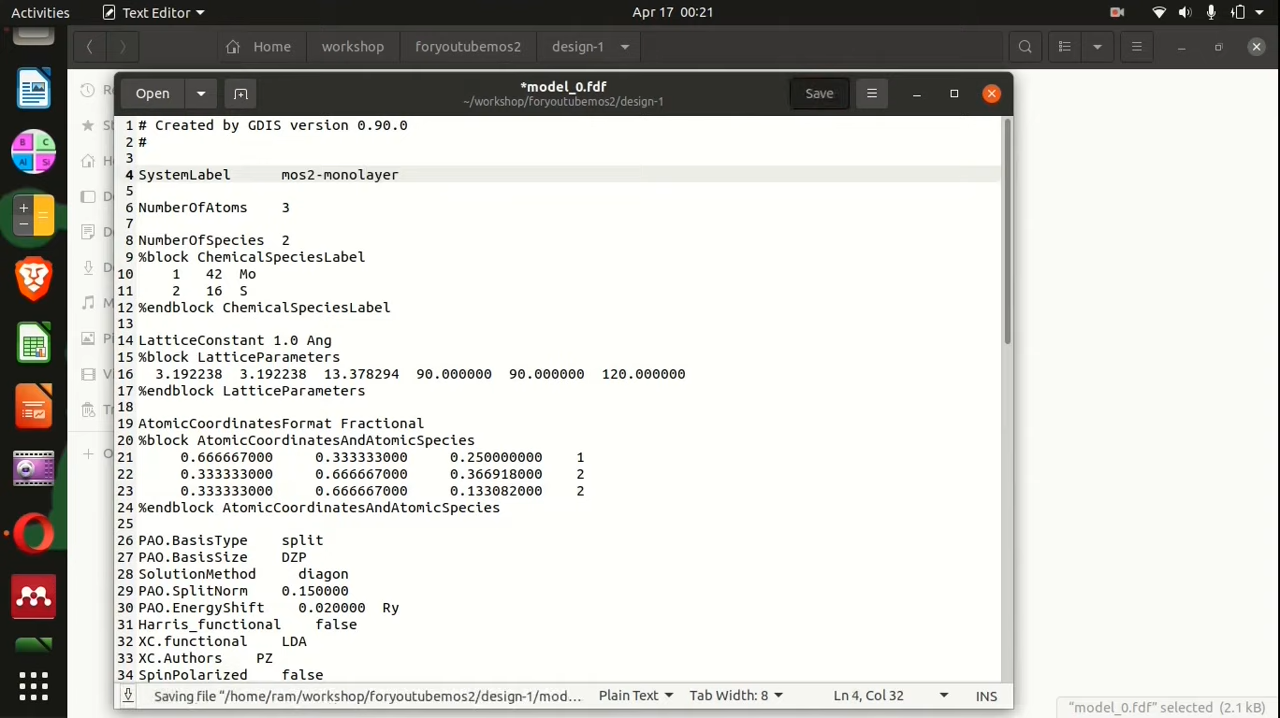 Activities Text Editor Apr 17 00:21
Home workshop foryoutubemos2 design-1
Open *model_0.fdf Save
~/workshop/foryoutubemos2/design-1
1 # Created by GDIS version 0.90.0
2 #
3
4 SystemLabel mos2-monolayer
5
6 NumberOfAtoms 3
7
8 NumberOfSpecies 2
9 %block ChemicalSpeciesLabel
10 1 42 Mo
11 2 16 S
12 %endblock ChemicalSpeciesLabel
13
14 LatticeConstant 1.0 Ang
15 %block LatticeParameters
16 3.192238 3.192238 13.378294 90.000000 90.000000 120.000000
17 %endblock LatticeParameters
18
19 AtomicCoordinatesFormat Fractional
20 %block AtomicCoordinatesAndAtomicSpecies
21 0.666667000 0.333333000 0.250000000 1
22 0.333333000 0.666667000 0.366918000 2
23 0.333333000 0.666667000 0.133082000 2
24 %endblock AtomicCoordinatesAndAtomicSpecies
25
26 PAO.BasisType split
27 PAO.BasisSize DZP
28 SolutionMethod diagon
29 PAO.SplitNorm 0.150000
30 PAO.EnergyShift 0.020000 Ry
31 Harris_functional false
32 XC.functional LDA
33 XC.Authors PZ
34 SpinPolarized false
Saving file “/home/ram/workshop/foryoutubemos2/design-1/mod… Plain Text Tab Width: 8 Ln 4, Col 32 INS
“model_0.fdf” selected (2.1 kB)